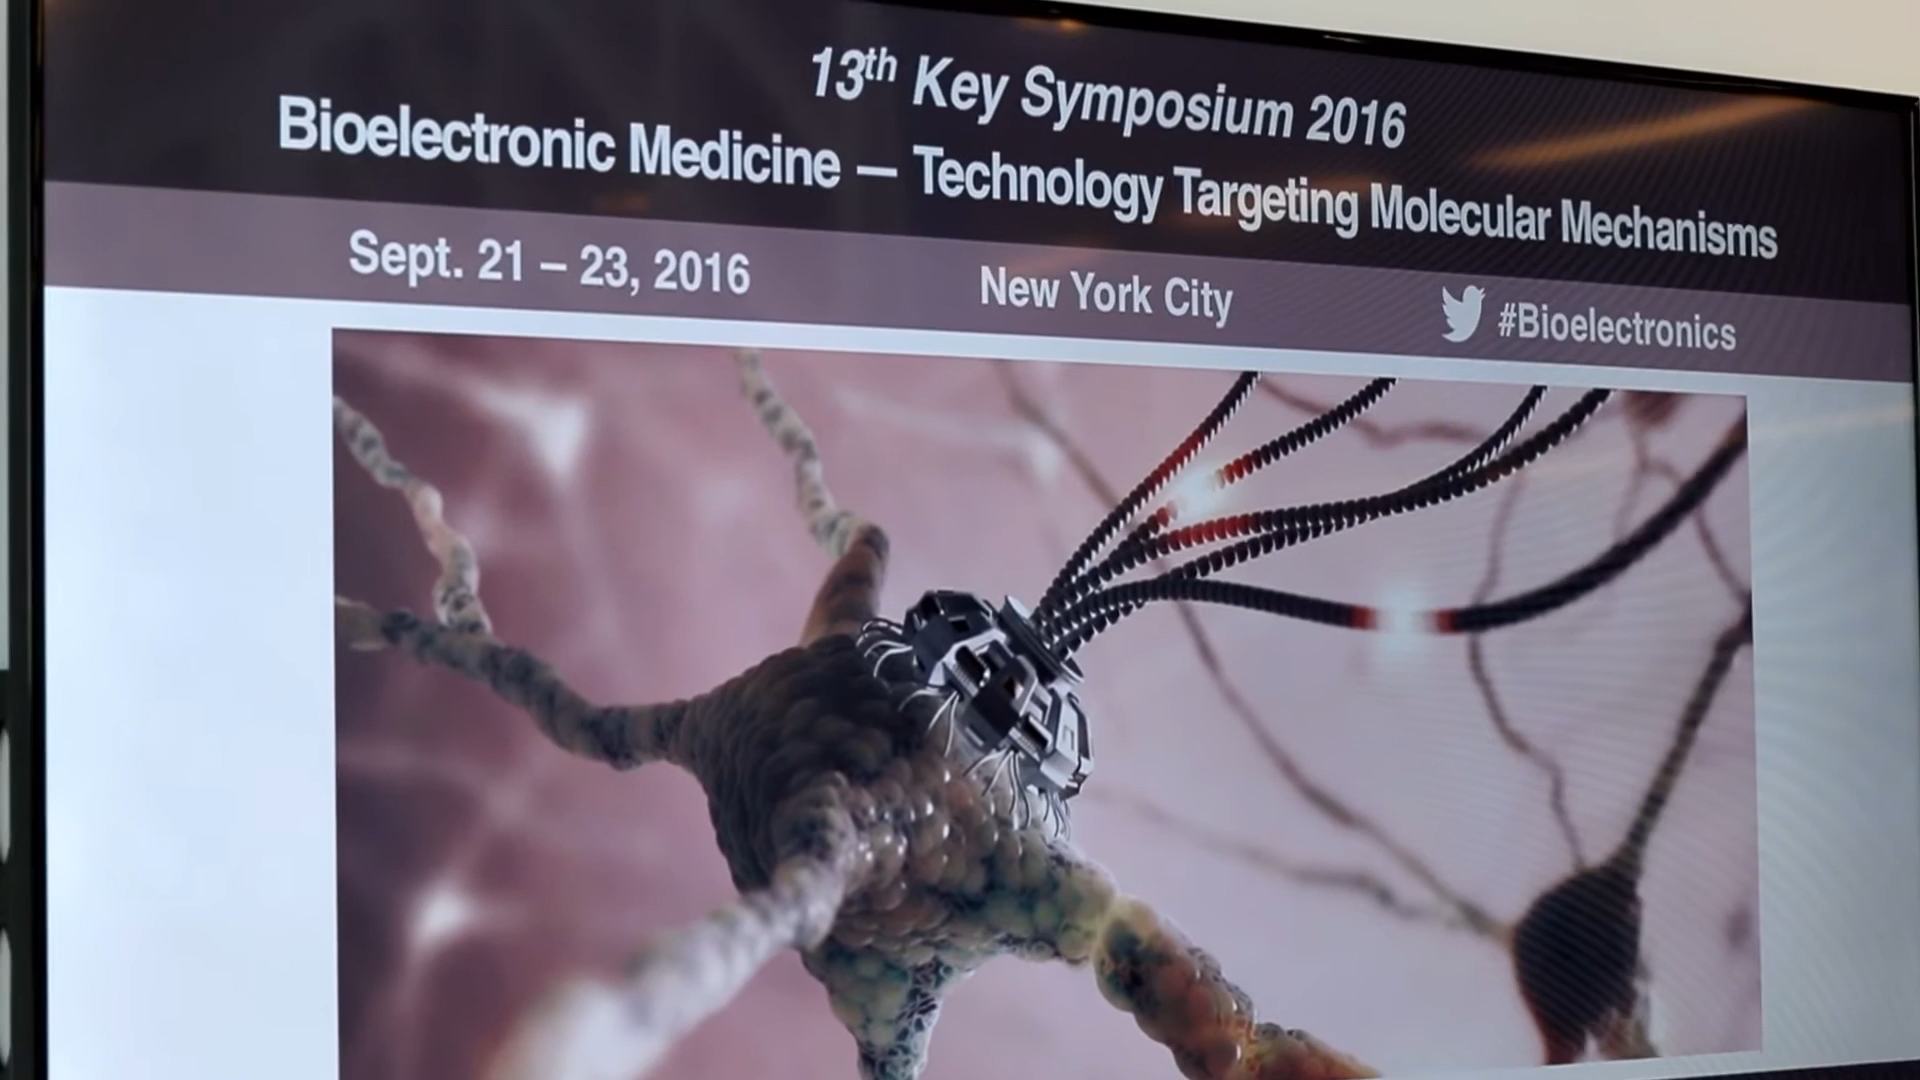 13th Key Symposium 2016
Bioelectronic Medicine – Technology Targeting Molecular Mechanisms
Sept. 21 – 23, 2016
New York City
#Bioelectronics